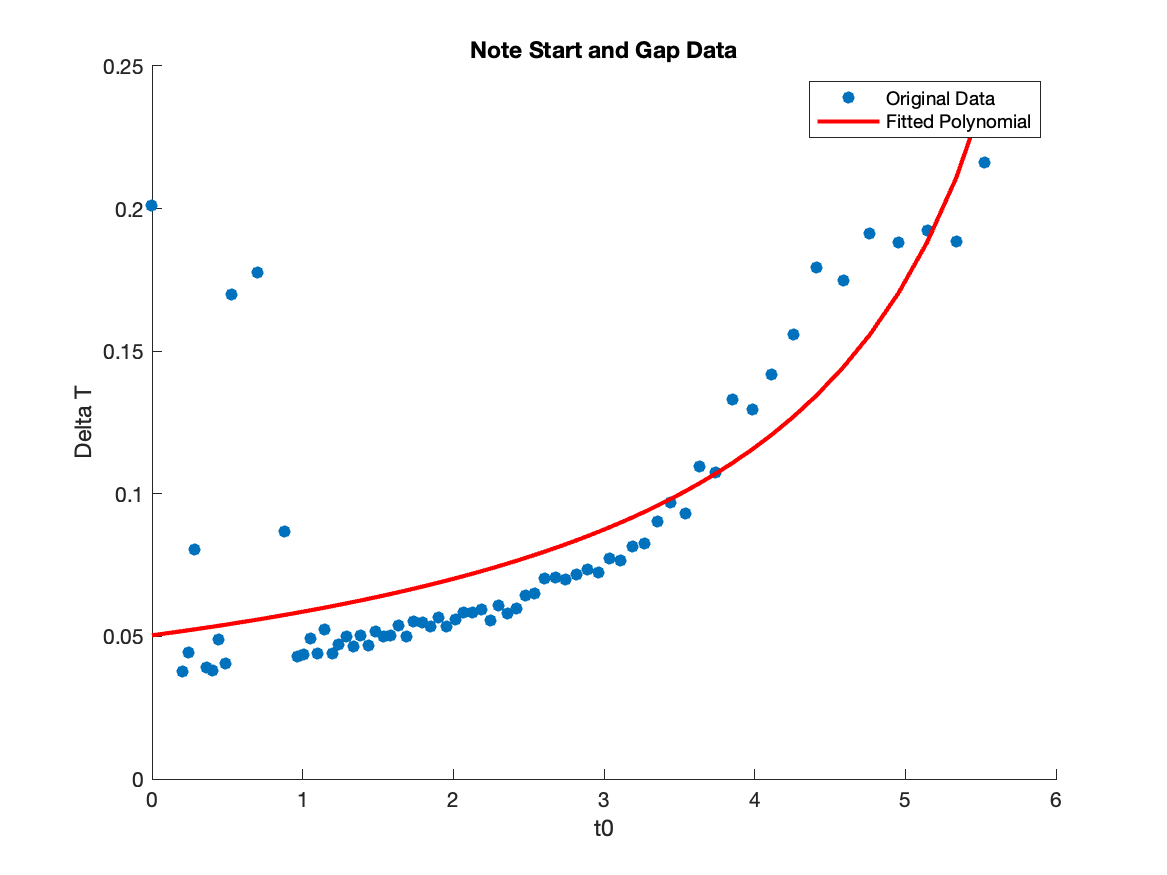 Note Start and Gap Data
0.25
0.2
0.15
0.1
0.05
0
Delta T
Original Data
Fitted Polynomial
0 1 2 3 4 5 6
t0